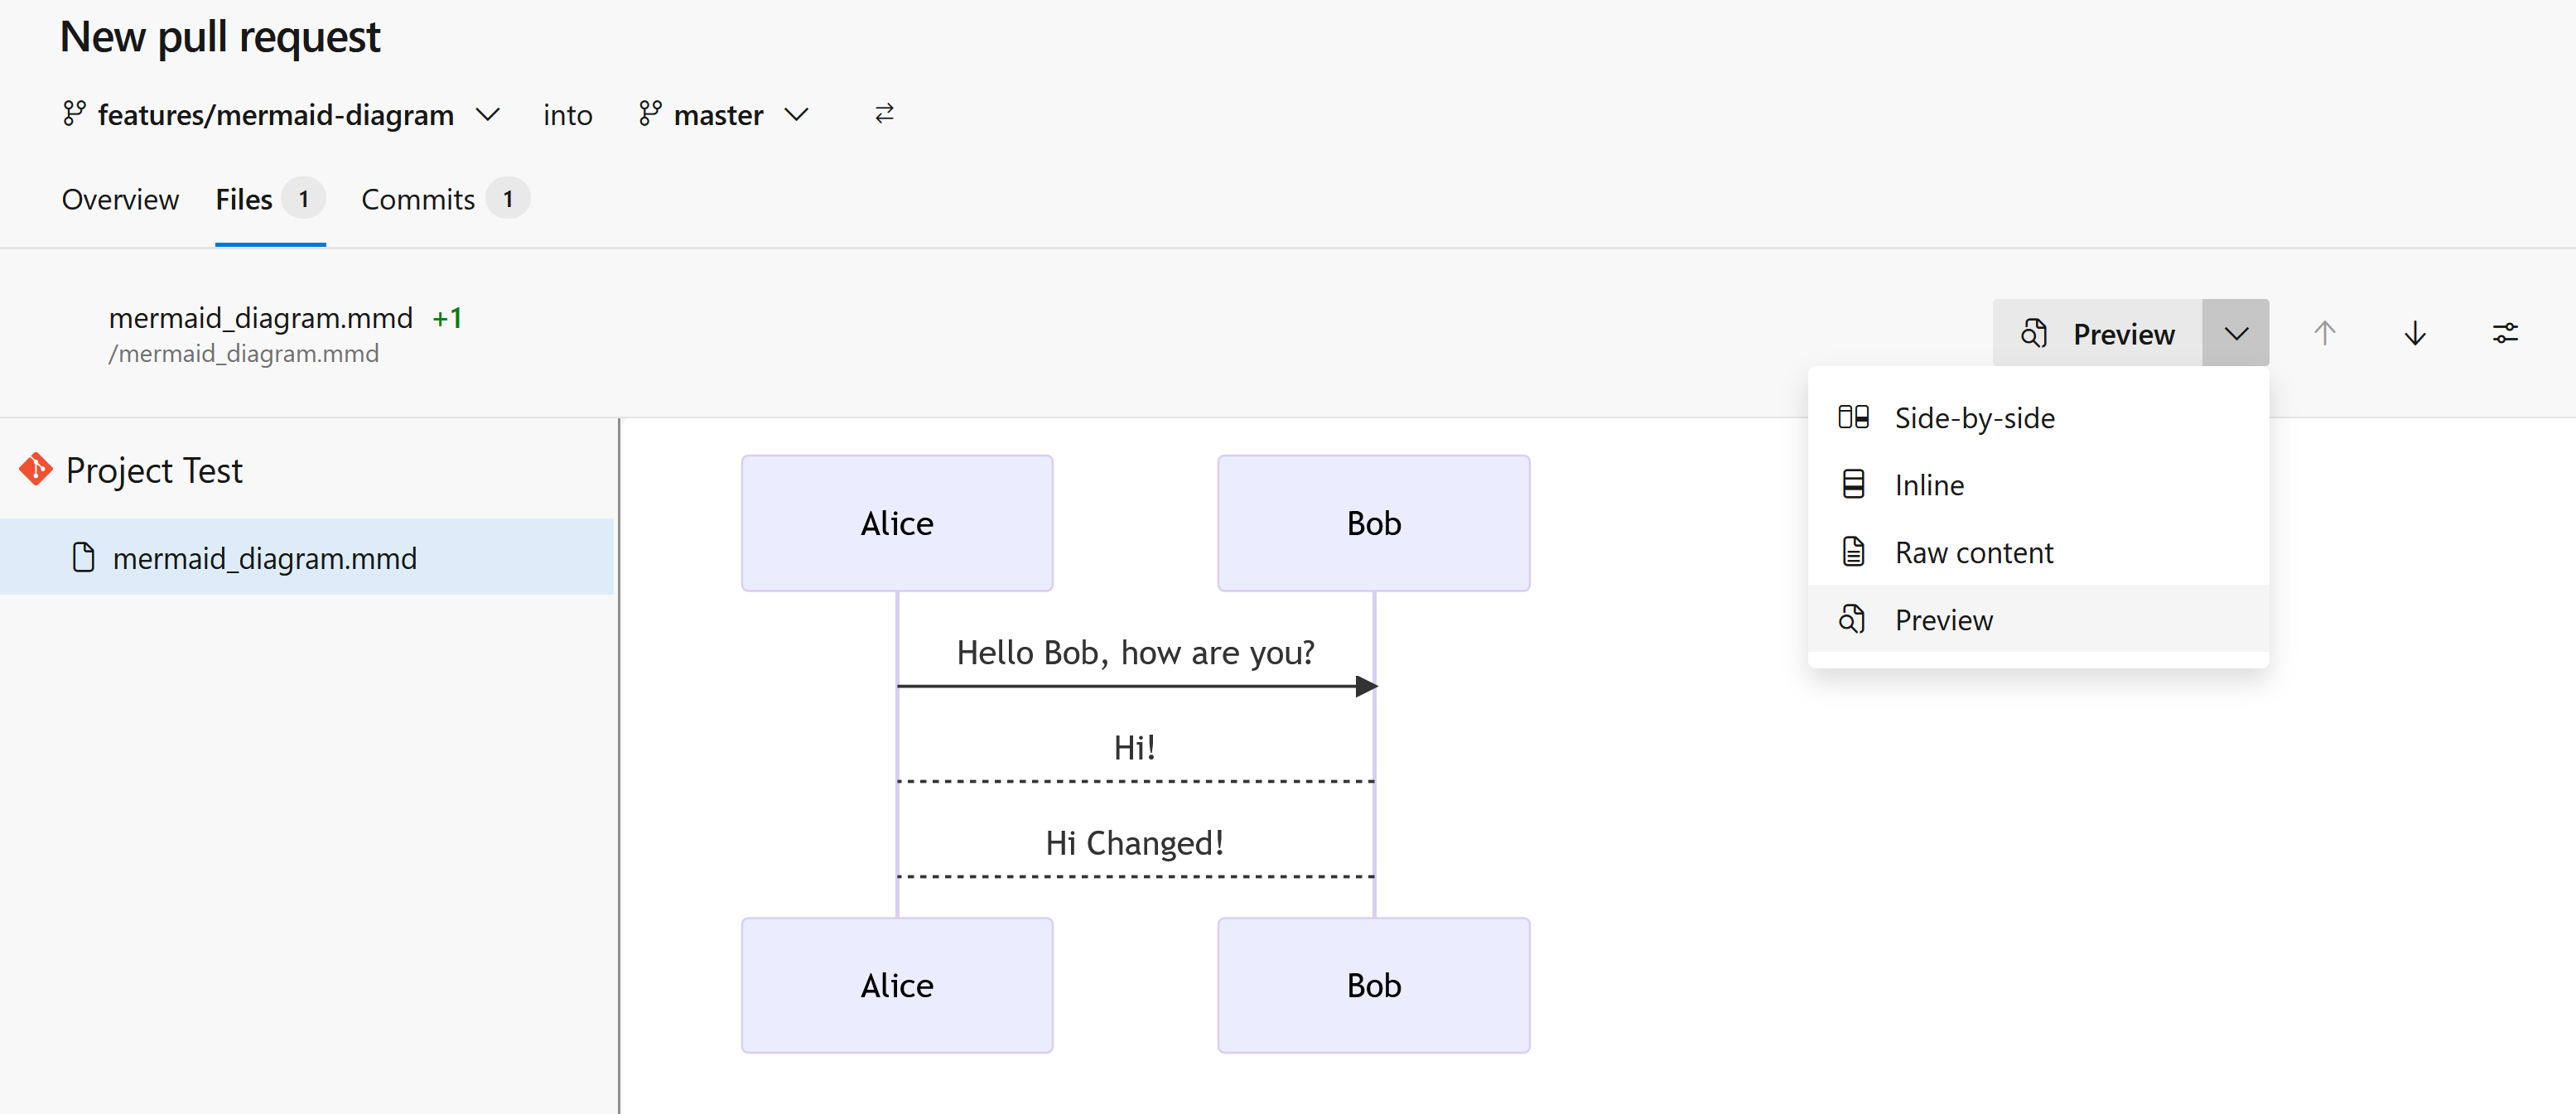 New pull request
features/mermaid-diagram into master
Overview Files 1 Commits 1
mermaid_diagram.mmd +1
/mermaid_diagram.mmd
Preview
Side-by-side
Inline
Raw content
Preview
Project Test
mermaid_diagram.mmd
Alice Bob
Hello Bob, how are you?
Hi!
Hi Changed!
Alice Bob